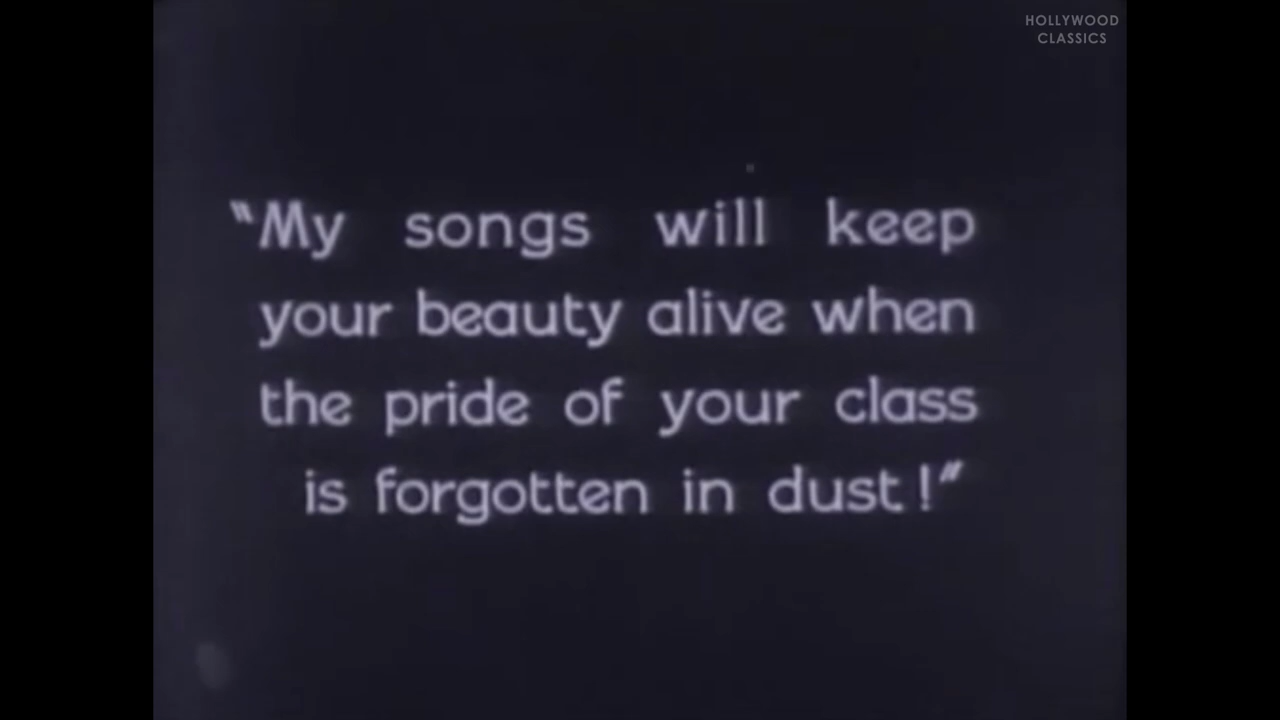 HOLLYWOOD
CLASSICS
“My songs will keep
your beauty alive when
the pride of your class
is forgotten in dust!”